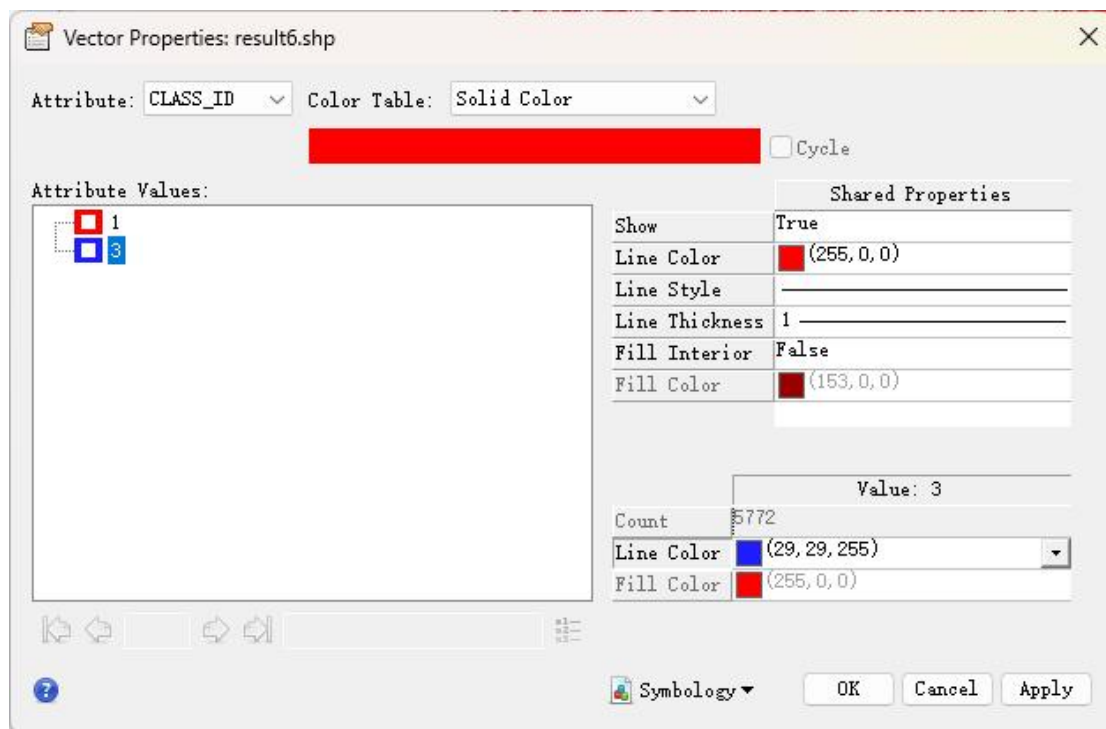 Vector Properties: result6.shp
Attribute: CLASS_ID Color Table: Solid Color
Cycle
Attribute Values:
1
3
Shared Properties
Show True
Line Color (255,0,0)
Line Style
Line Thickness 1
Fill Interior False
Fill Color (153,0,0)
Value: 3
Count 5772
Line Color (29,29,255)
Fill Color (255,0,0)
Symbology OK Cancel Apply